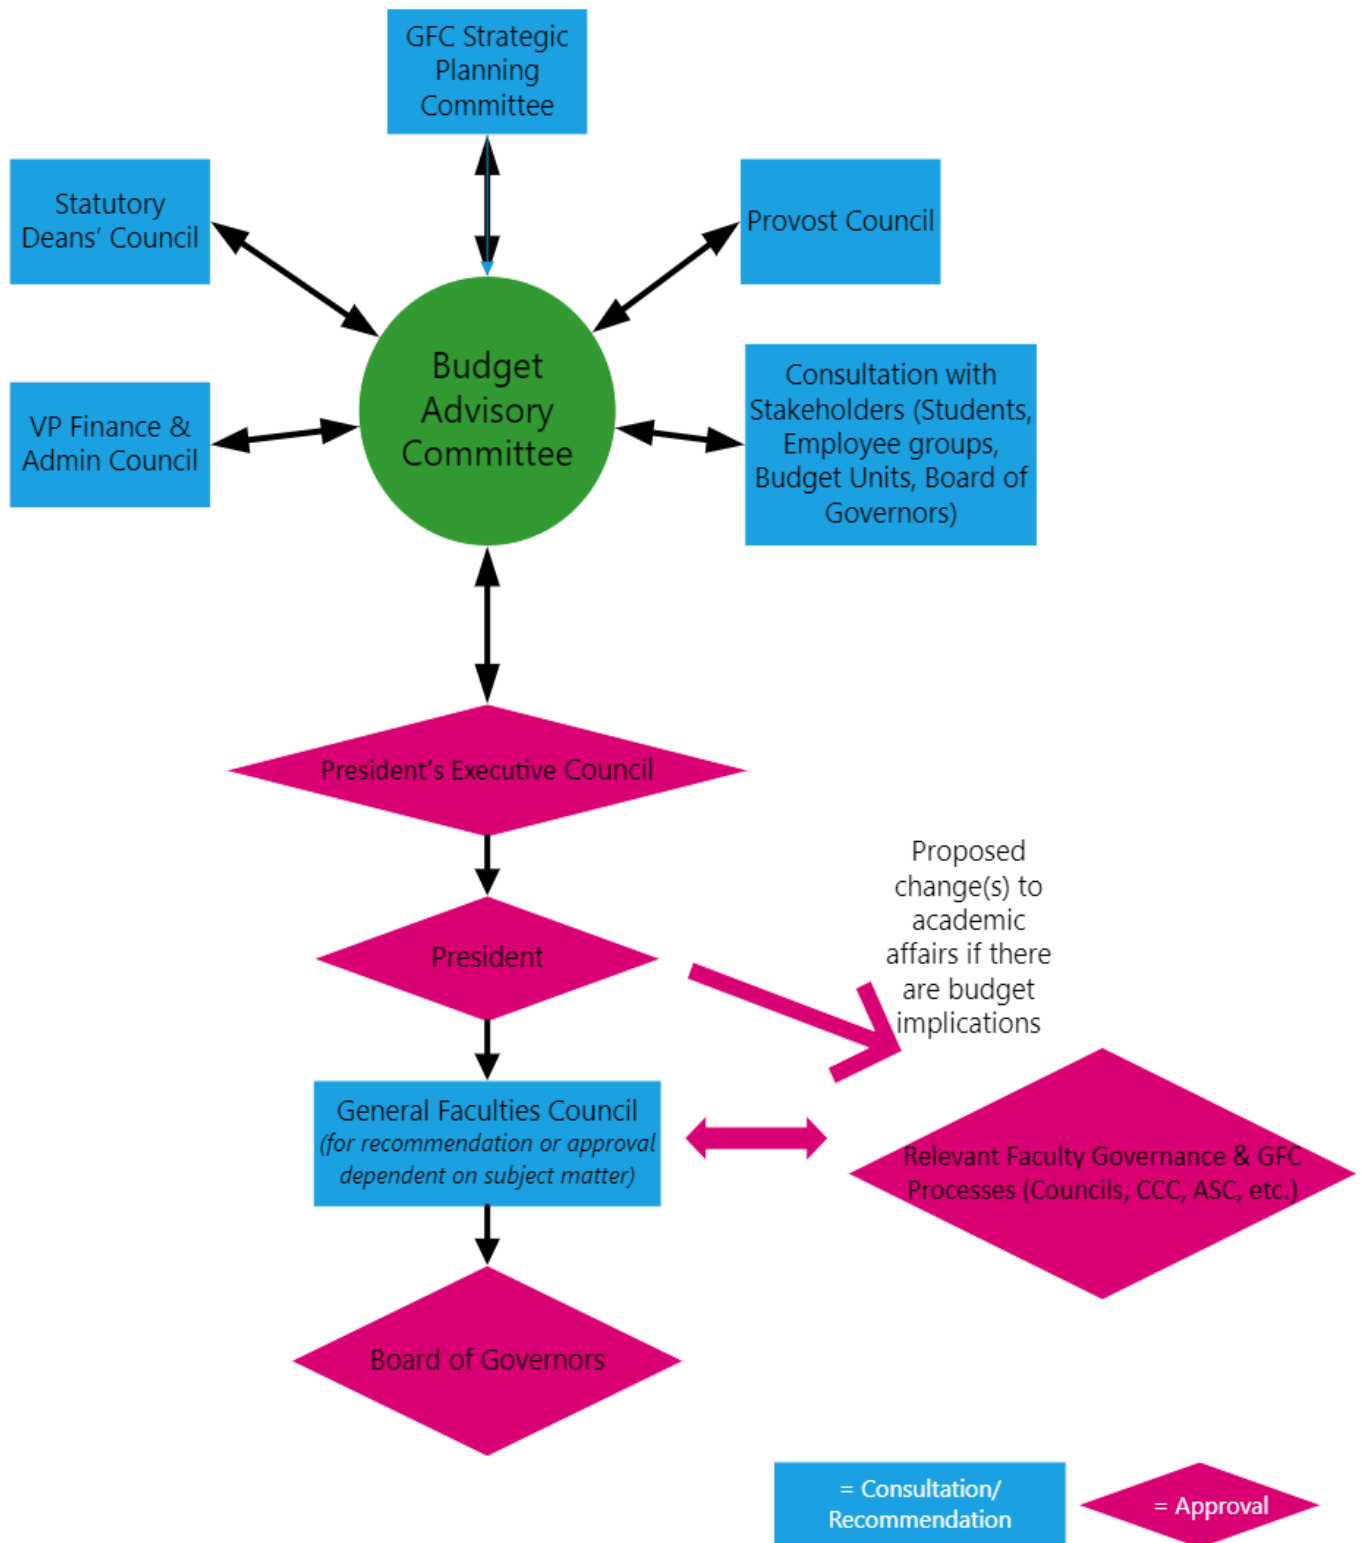 GFC Strategic
Planning
Committee
Statutory
Deans’ Council
Provost Council
VP Finance &
Admin Council
Budget
Advisory
Committee
Consultation with
Stakeholders (Students,
Employee groups,
Budget Units, Board of
Governors)
President’s Executive Council
Proposed
change(s) to
academic
affairs if there
are budget
implications
President
General Faculties Council
(for recommendation or approval
dependent on subject matter)
Relevant Faculty Governance & GFC
Processes (Councils, CCC, ASC, etc.)
Board of Governors
= Consultation/
Recommendation
= Approval